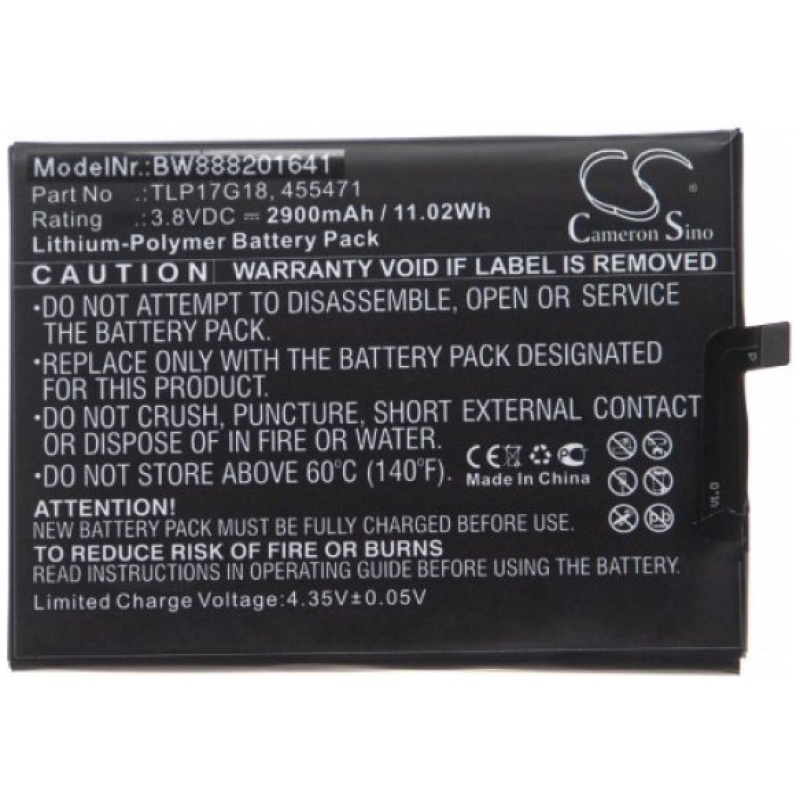 ModelNr.:BW888201641
Part No. :TLP17G18, 455471
Rating :3.8VDC ⎓ 2900mAh / 11.02Wh
Lithium-Polymer Battery Pack
CS
Cameron Sino
CAUTION WARRANTY VOID IF LABEL IS REMOVED
•DO NOT ATTEMPT TO DISASSEMBLE, OPEN OR SERVICE
THE BATTERY PACK.
•REPLACE ONLY WITH THE BATTERY PACK DESIGNATED
FOR THIS PRODUCT.
•DO NOT CRUSH, PUNCTURE, SHORT EXTERNAL CONTACT
OR DISPOSE OF IN FIRE OR WATER.
•DO NOT STORE ABOVE 60°C (140°F).
CE
Made In China
ATTENTION!
NEW BATTERY PACK MUST BE FULLY CHARGED BEFORE USE
TO REDUCE RISK OF FIRE OR BURNS
READ INSTRUCTIONS IN OPERATING GUIDE BEFORE USING BATTERY PACK
Limited Charge Voltage:4.35V±0.05V
V1.0